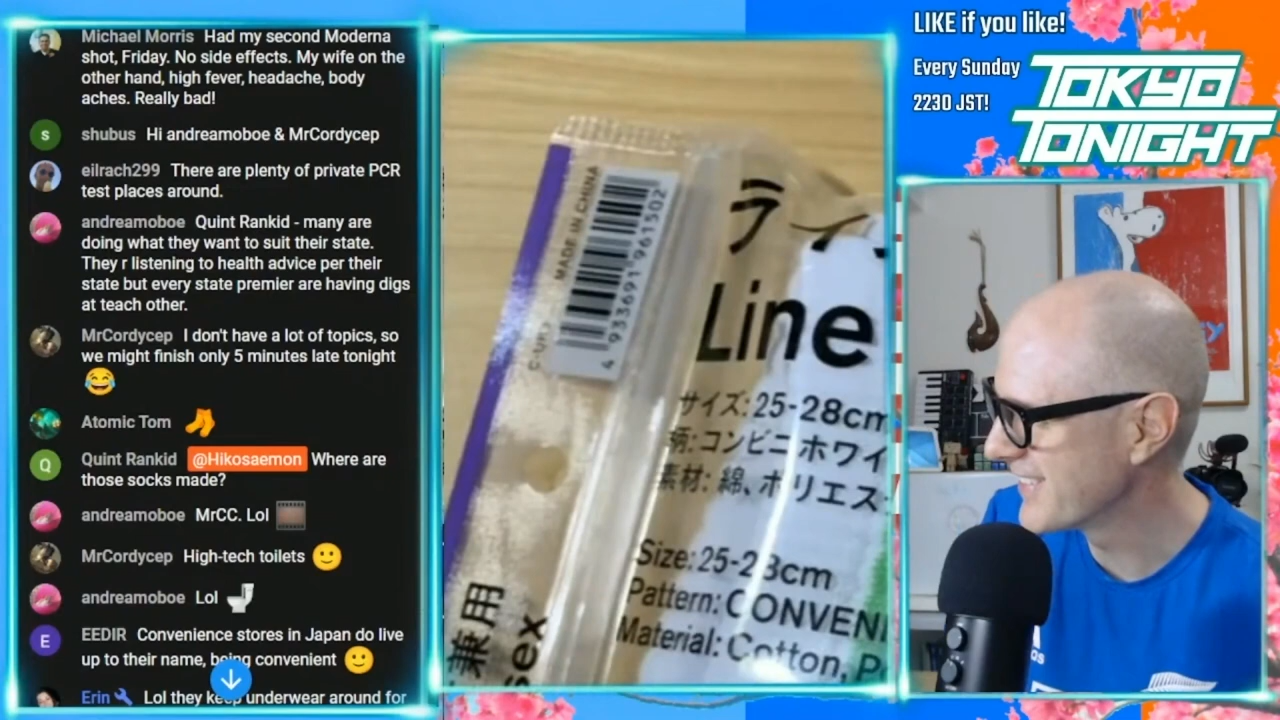 Michael Morris Had my second Moderna
shot, Friday. No side effects. My wife on the
other hand, high fever, headache, body
aches. Really bad!
S
shubus Hi andreamoboe & MrCordycep
eilrach299 There are plenty of private PCR
test places around.
andreamoboe Quint Rankid - many are
doing what they want to suit their state.
They r listening to health advice per their
state but every state premier are having digs
at teach other.
MrCordycep I don't have a lot of topics, so
we might finish only 5 minutes late tonight
😂
Atomic Tom
Q
Quint Rankid @Hikosaemon Where are
those socks made?
andreamoboe MrCC. Lol 🎞️
MrCordycep High-tech toilets 🙂
andreamoboe Lol 🚽
E
EEDIR Convenience stores in Japan do live
up to their name, being convenient 🙂
Erin 🔧 Lol they keep underwear around for
MADE IN CHINA
4 933691 961502
ライ
Line
サイズ: 25-28cm
柄: コンビニホワイ
素材: 綿、ポリエス
Size: 25-28cm
Pattern: CONVENI
Material: Cotton, P
兼用
sex
LIKE if you like!
Every Sunday
2230 JST!
TOKYO
TONIGHT